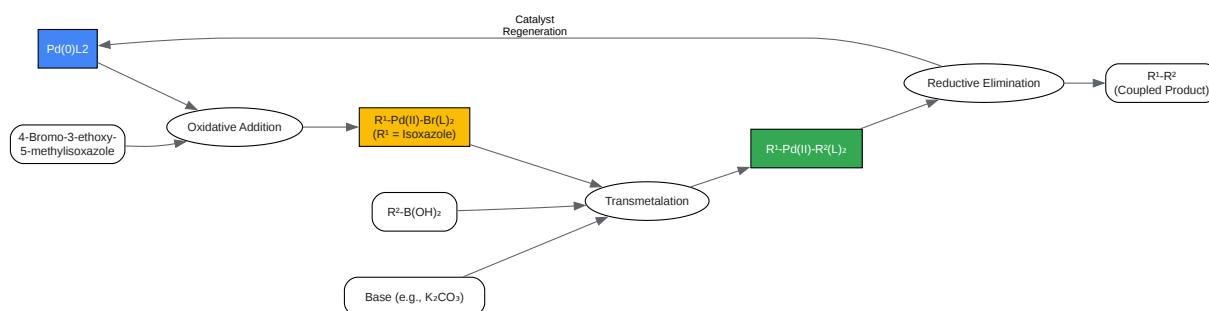 Catalyst
Regeneration
Pd(0)L2
Reductive Elimination
R¹-R²
(Coupled Product)
Oxidative Addition
R¹-Pd(II)-Br(L)₂
(R¹ = Isoxazole)
4-Bromo-3-ethoxy-
5-methylisoxazole
R¹-Pd(II)-R²(L)₂
R²-B(OH)₂
Transmetalation
Base (e.g., K₂CO₃)